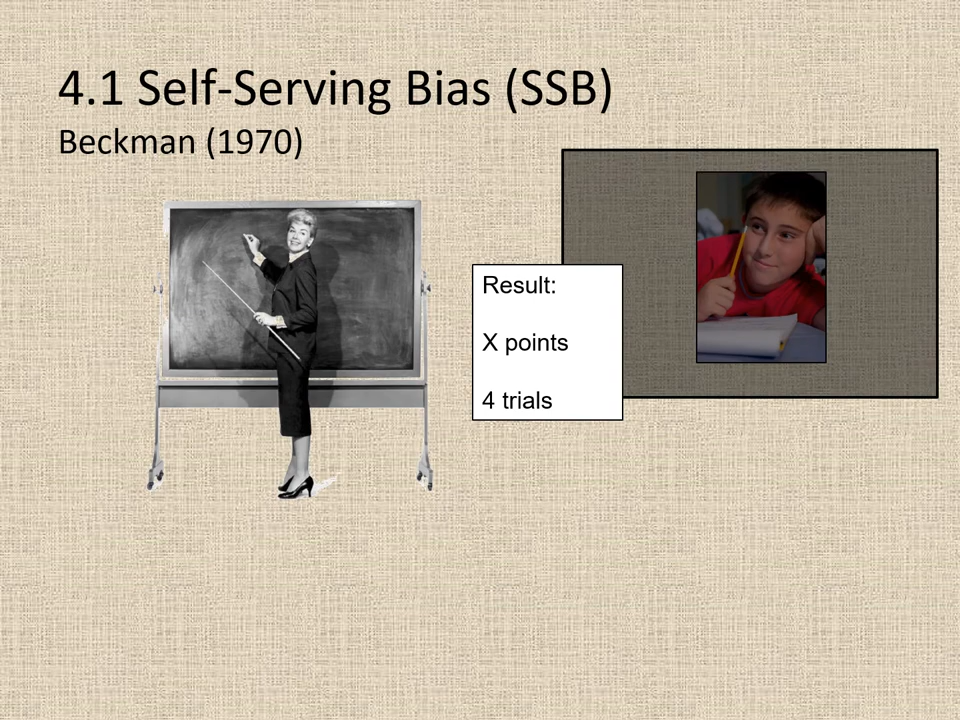 4.1 Self-Serving Bias (SSB)
Beckman (1970)
Result:
X points
4 trials